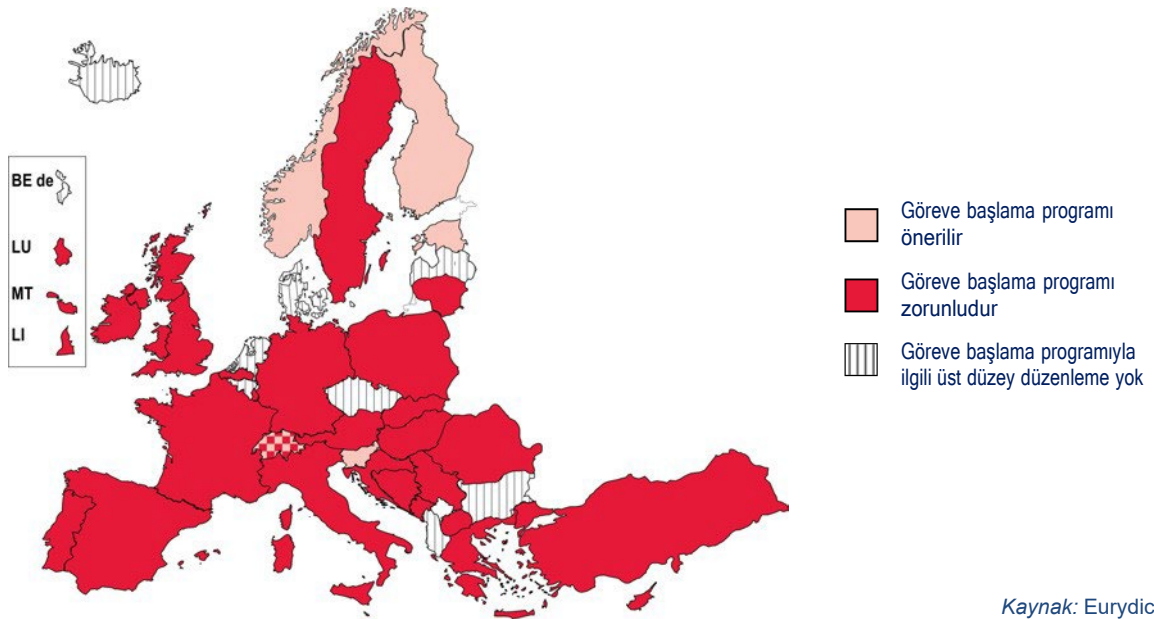 BE de
LU
MT
LI
Göreve başlama programı
önerilir
Göreve başlama programı
zorunludur
Göreve başlama programıyla
ilgili üst düzey düzenleme yok
Kaynak: Eurydic